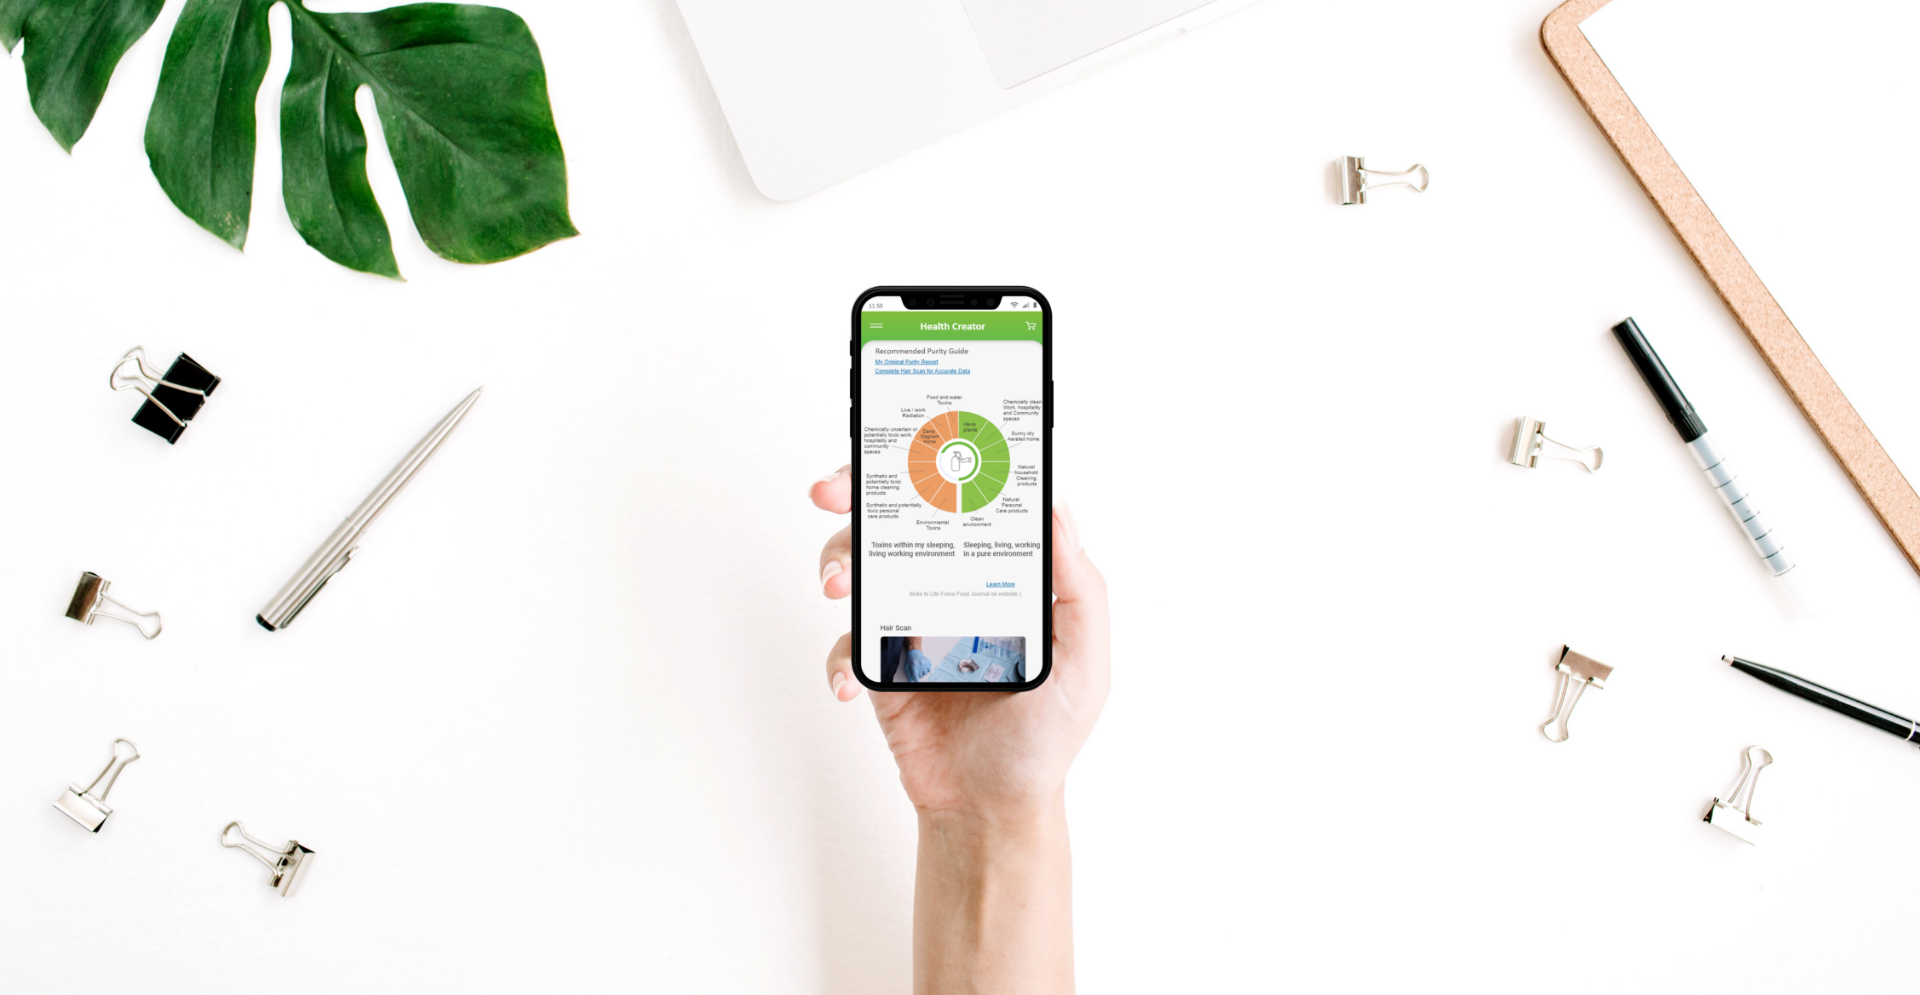 11:50
Health Creator
Recommended Purity Guide
My Original Purity Report
Complete Hair Scan for Accurate Data
Food and water
Toxins
Live / work
Radiation
Chemically clean
Work, hospitality
and Community
spaces
Have
plants
Damp
Stagnant
Home
Chemically uncertain or
potentially toxic work,
hospitality and
community
spaces
Sunny dry
Aerated home
Natural
household
Cleaning
products
Synthetic and
potentially toxic
home cleaning
products
Natural
Personal
Care products
Synthetic and potentially
toxic personal
care products
Clean
environment
Environmental
Toxins
Toxins within my sleeping,
living working environment
Sleeping, living, working
in a pure environment
Learn More
(links to Life Force Food Journal on website.)
Hair Scan